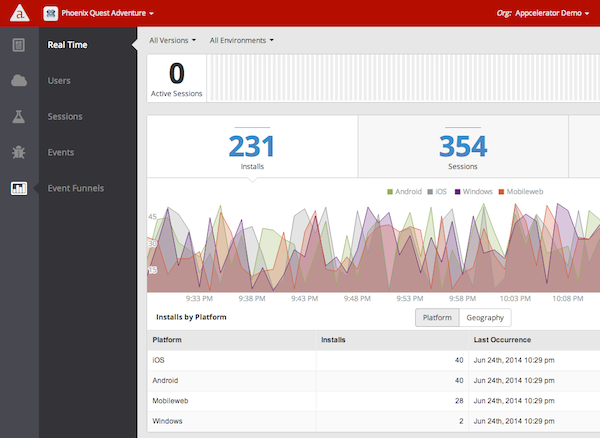 Phoenix Quest Adventure
Org: Appcelerator Demo
Real Time
Users
Sessions
Events
Event Funnels
All Versions
All Environments
0
Active Sessions
231
Installs
354
Sessions
Android iOS Windows Mobileweb
45
30
15
9:33 PM 9:38 PM 9:43 PM 9:48 PM 9:53 PM 9:58 PM 10:03 PM 10:08 PM
Installs by Platform
Platform Geography
Platform Installs Last Occurrence
iOS 40 Jun 24th, 2014 10:29 pm
Android 40 Jun 24th, 2014 10:29 pm
Mobileweb 28 Jun 24th, 2014 10:29 pm
Windows 2 Jun 24th, 2014 10:29 pm